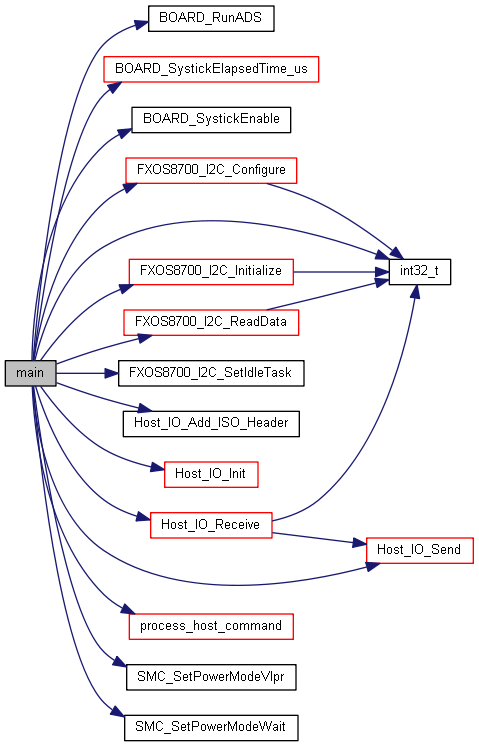 BOARD_RunADS
BOARD_SystickElapsedTime_us
BOARD_SystickEnable
FXOS8700_I2C_Configure
int32_t
FXOS8700_I2C_Initialize
FXOS8700_I2C_ReadData
main
FXOS8700_I2C_SetIdleTask
Host_IO_Add_ISO_Header
Host_IO_Init
Host_IO_Receive
Host_IO_Send
process_host_command
SMC_SetPowerModeVlpr
SMC_SetPowerModeWait